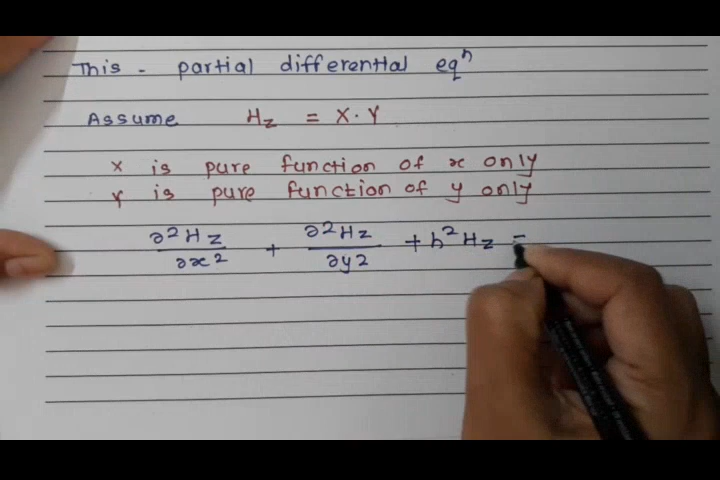 This - partial differential eqⁿ
Assume Hz = X · Y
X is pure function of x only
Y is pure function of y only
∂²Hz/∂x² + ∂²Hz/∂y² + h²Hz =